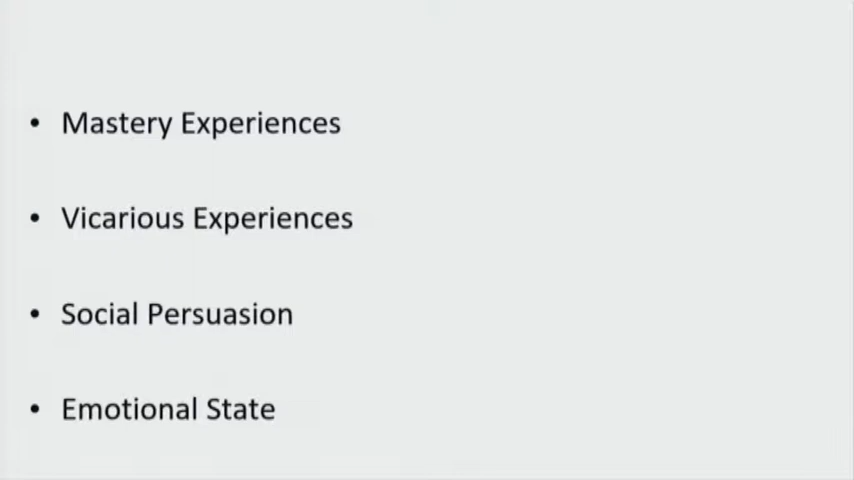 • Mastery Experiences
• Vicarious Experiences
• Social Persuasion
• Emotional State